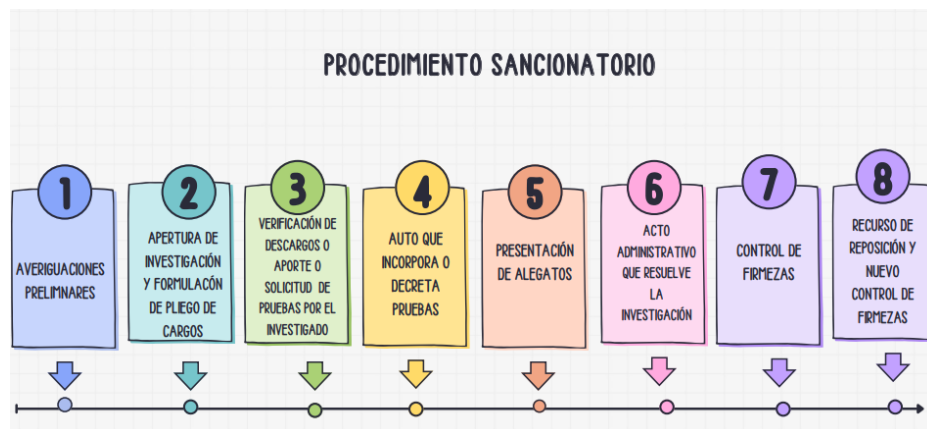 PROCEDIMIENTO SANCIONATORIO
1
AVERIGUACIONES
PRELIMNARES
2
APERTURA DE
INVESTIGACIÓN
Y FORMULACÓN
DE PLIEGO DE
CARGOS
3
VERIFICACIÓN DE
DESCARGOS O
APORTE O
SOLICITUD DE
PRUEBAS POR EL
INVESTIGADO
4
AUTO QUE
INCORPORA O
DECRETA
PRUEBAS
5
PRESENTACIÓN
DE ALEGATOS
6
ACTO
ADMINISTRATIVO
QUE RESUELVE
LA
INVESTIGACIÓN
7
CONTROL DE
FIRMEZAS
8
RECURSO DE
REPOSICIÓN Y
NUEVO
CONTROL DE
FIRMEZAS